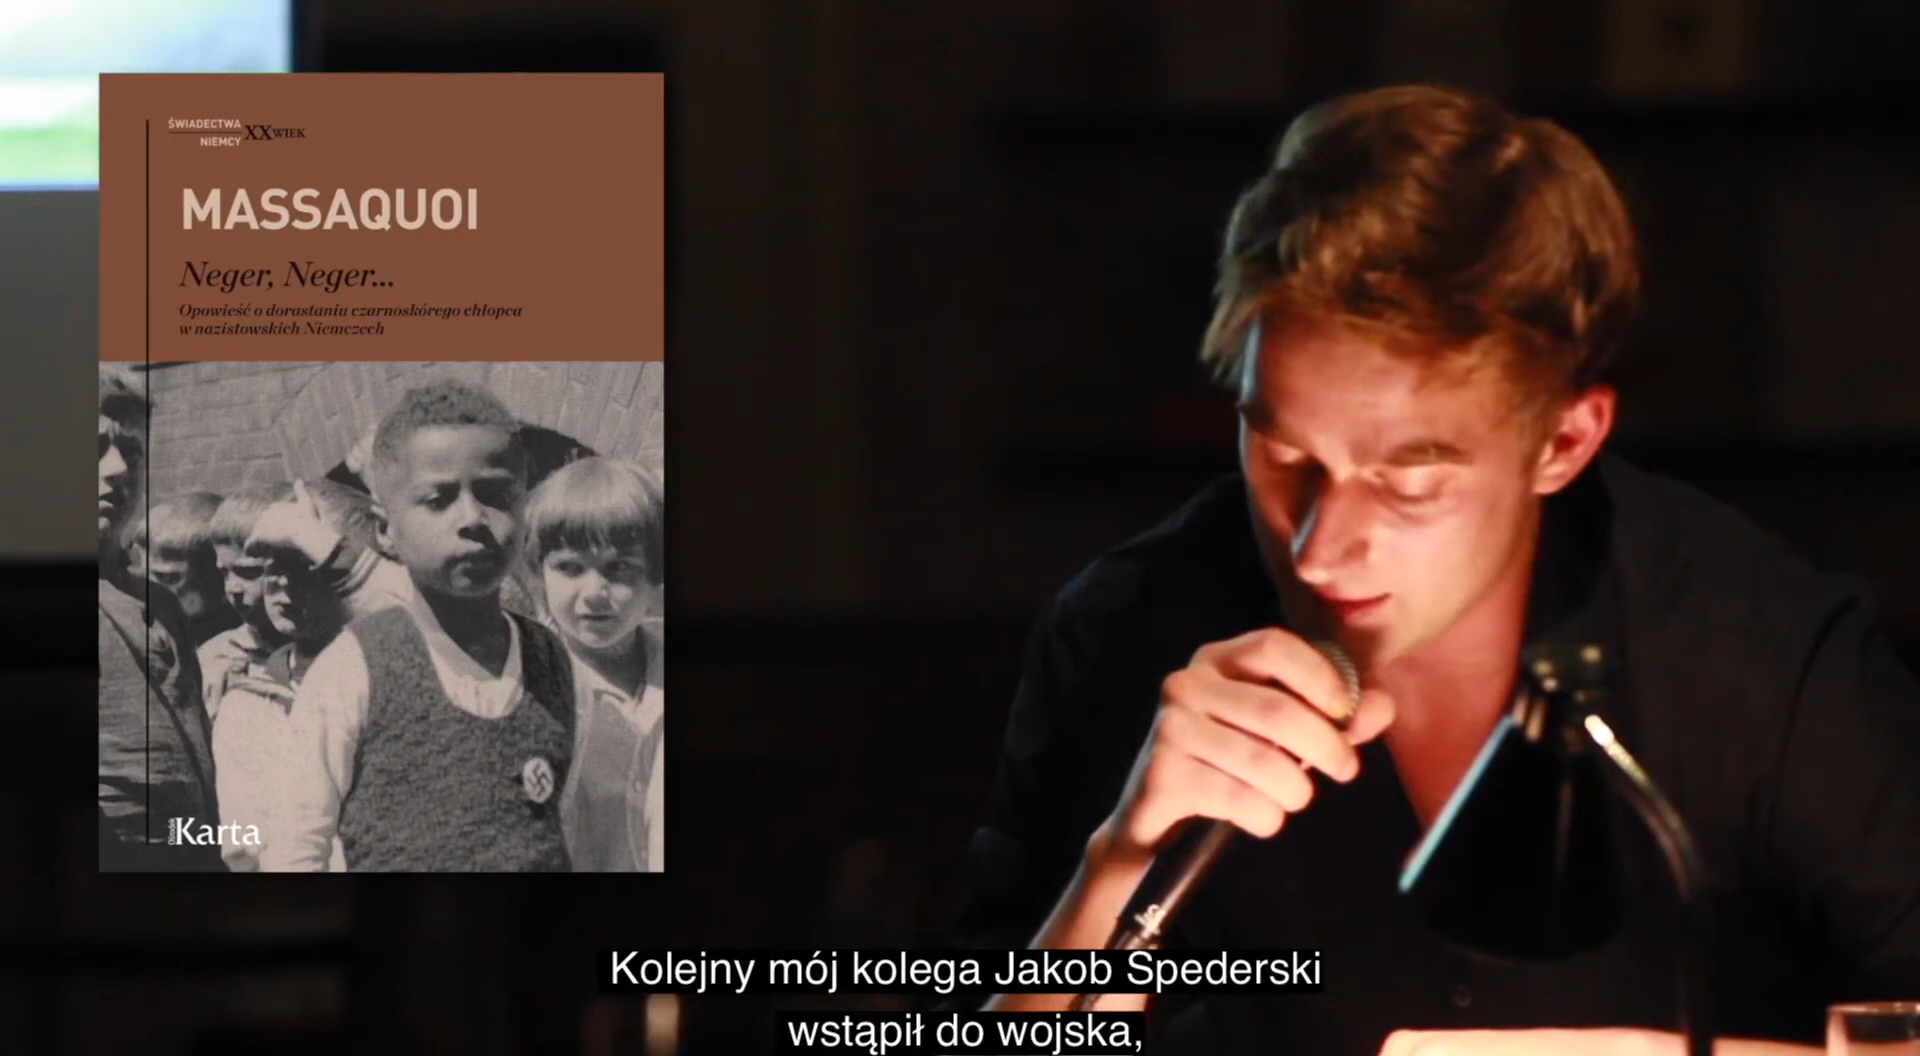 ŚWIADECTWA
XX WIEK
NIEMCY
MASSAQUOI
Neger, Neger...
Opowieść o dorastaniu czarnoskórego chłopca
w nazistowskich Niemczech
Ośrodek
Karta
Kolejny mój kolega Jakob Spederski
wstąpił do wojska,